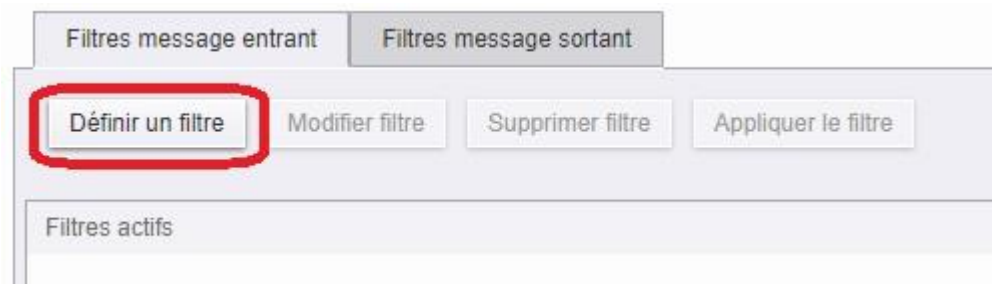 Filtres message entrant
Filtres message sortant
Définir un filtre
Modifier filtre
Supprimer filtre
Appliquer le filtre
Filtres actifs